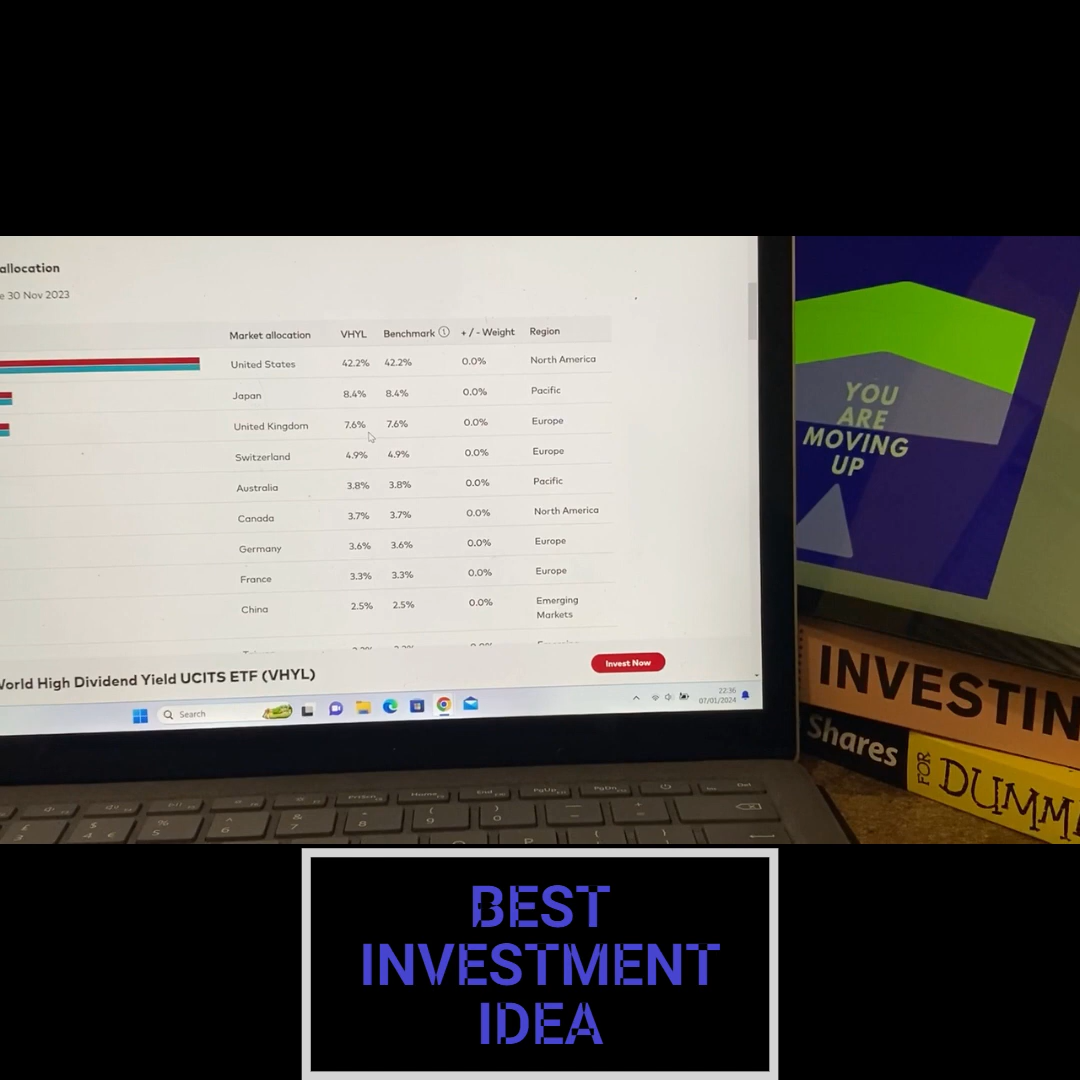 allocation
e 30 Nov 2023
Market allocation VHYL Benchmark + / - Weight Region
United States 42.2% 42.2% 0.0% North America
Japan 8.4% 8.4% 0.0% Pacific
United Kingdom 7.6% 7.6% 0.0% Europe
Switzerland 4.9% 4.9% 0.0% Europe
Australia 3.8% 3.8% 0.0% Pacific
Canada 3.7% 3.7% 0.0% North America
Germany 3.6% 3.6% 0.0% Europe
France 3.3% 3.3% 0.0% Europe
China 2.5% 2.5% 0.0% Emerging
Markets
World High Dividend Yield UCITS ETF (VHYL)
Invest Now
Search
22:36
07/01/2024
YOU
ARE
MOVING
UP
INVESTIN
Shares FOR DUMM
Home End PgUp PgDn
BEST
INVESTMENT
IDEA